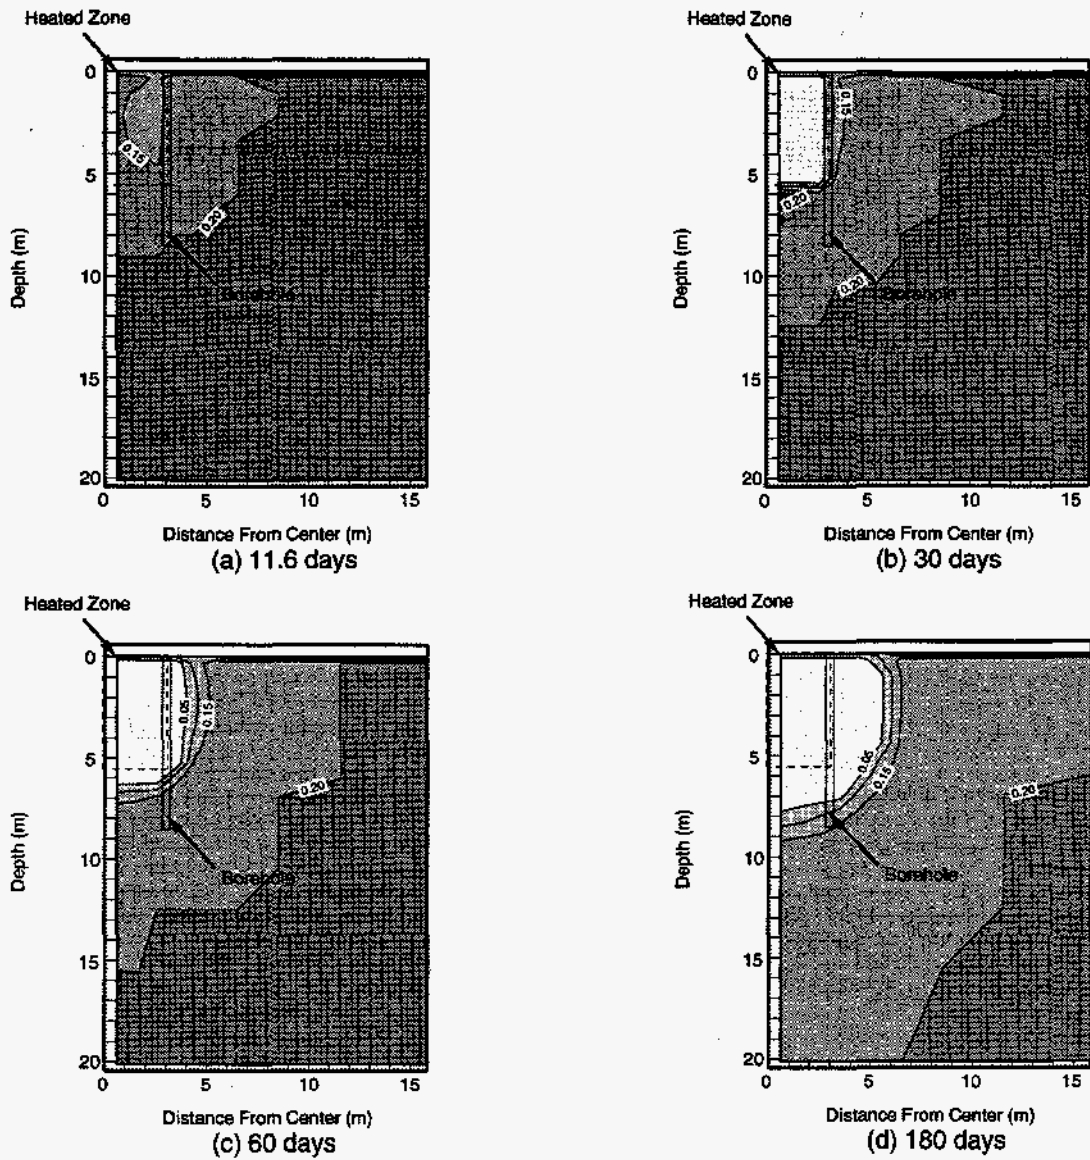 Heated Zone
0
5
10
15
20
0 5 10 15
Depth (m)
0.15
0.20
Borehole
Distance From Center (m)
(a) 11.6 days
Heated Zone
0
5
10
15
20
0 5 10 15
Depth (m)
0.15
0.20
0.20
Borehole
Distance From Center (m)
(b) 30 days
Heated Zone
0
5
10
15
20
0 5 10 15
Depth (m)
0.05
0.15
0.20
Borehole
Distance From Center (m)
(c) 60 days
Heated Zone
0
5
10
15
20
0 5 10 15
Depth (m)
0.05
0.15
0.20
Borehole
Distance From Center (m)
(d) 180 days